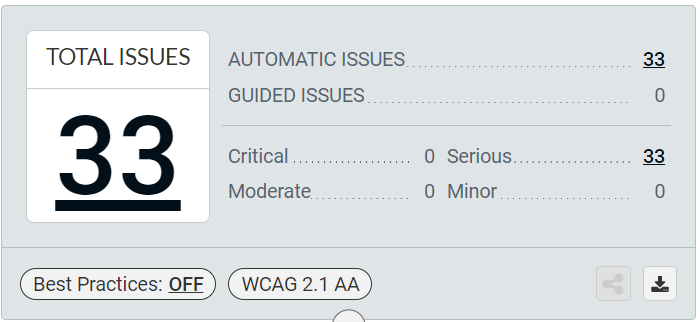 TOTAL ISSUES
33
AUTOMATIC ISSUES 33
GUIDED ISSUES 0
Critical 0 Serious 33
Moderate 0 Minor 0
Best Practices: OFF WCAG 2.1 AA